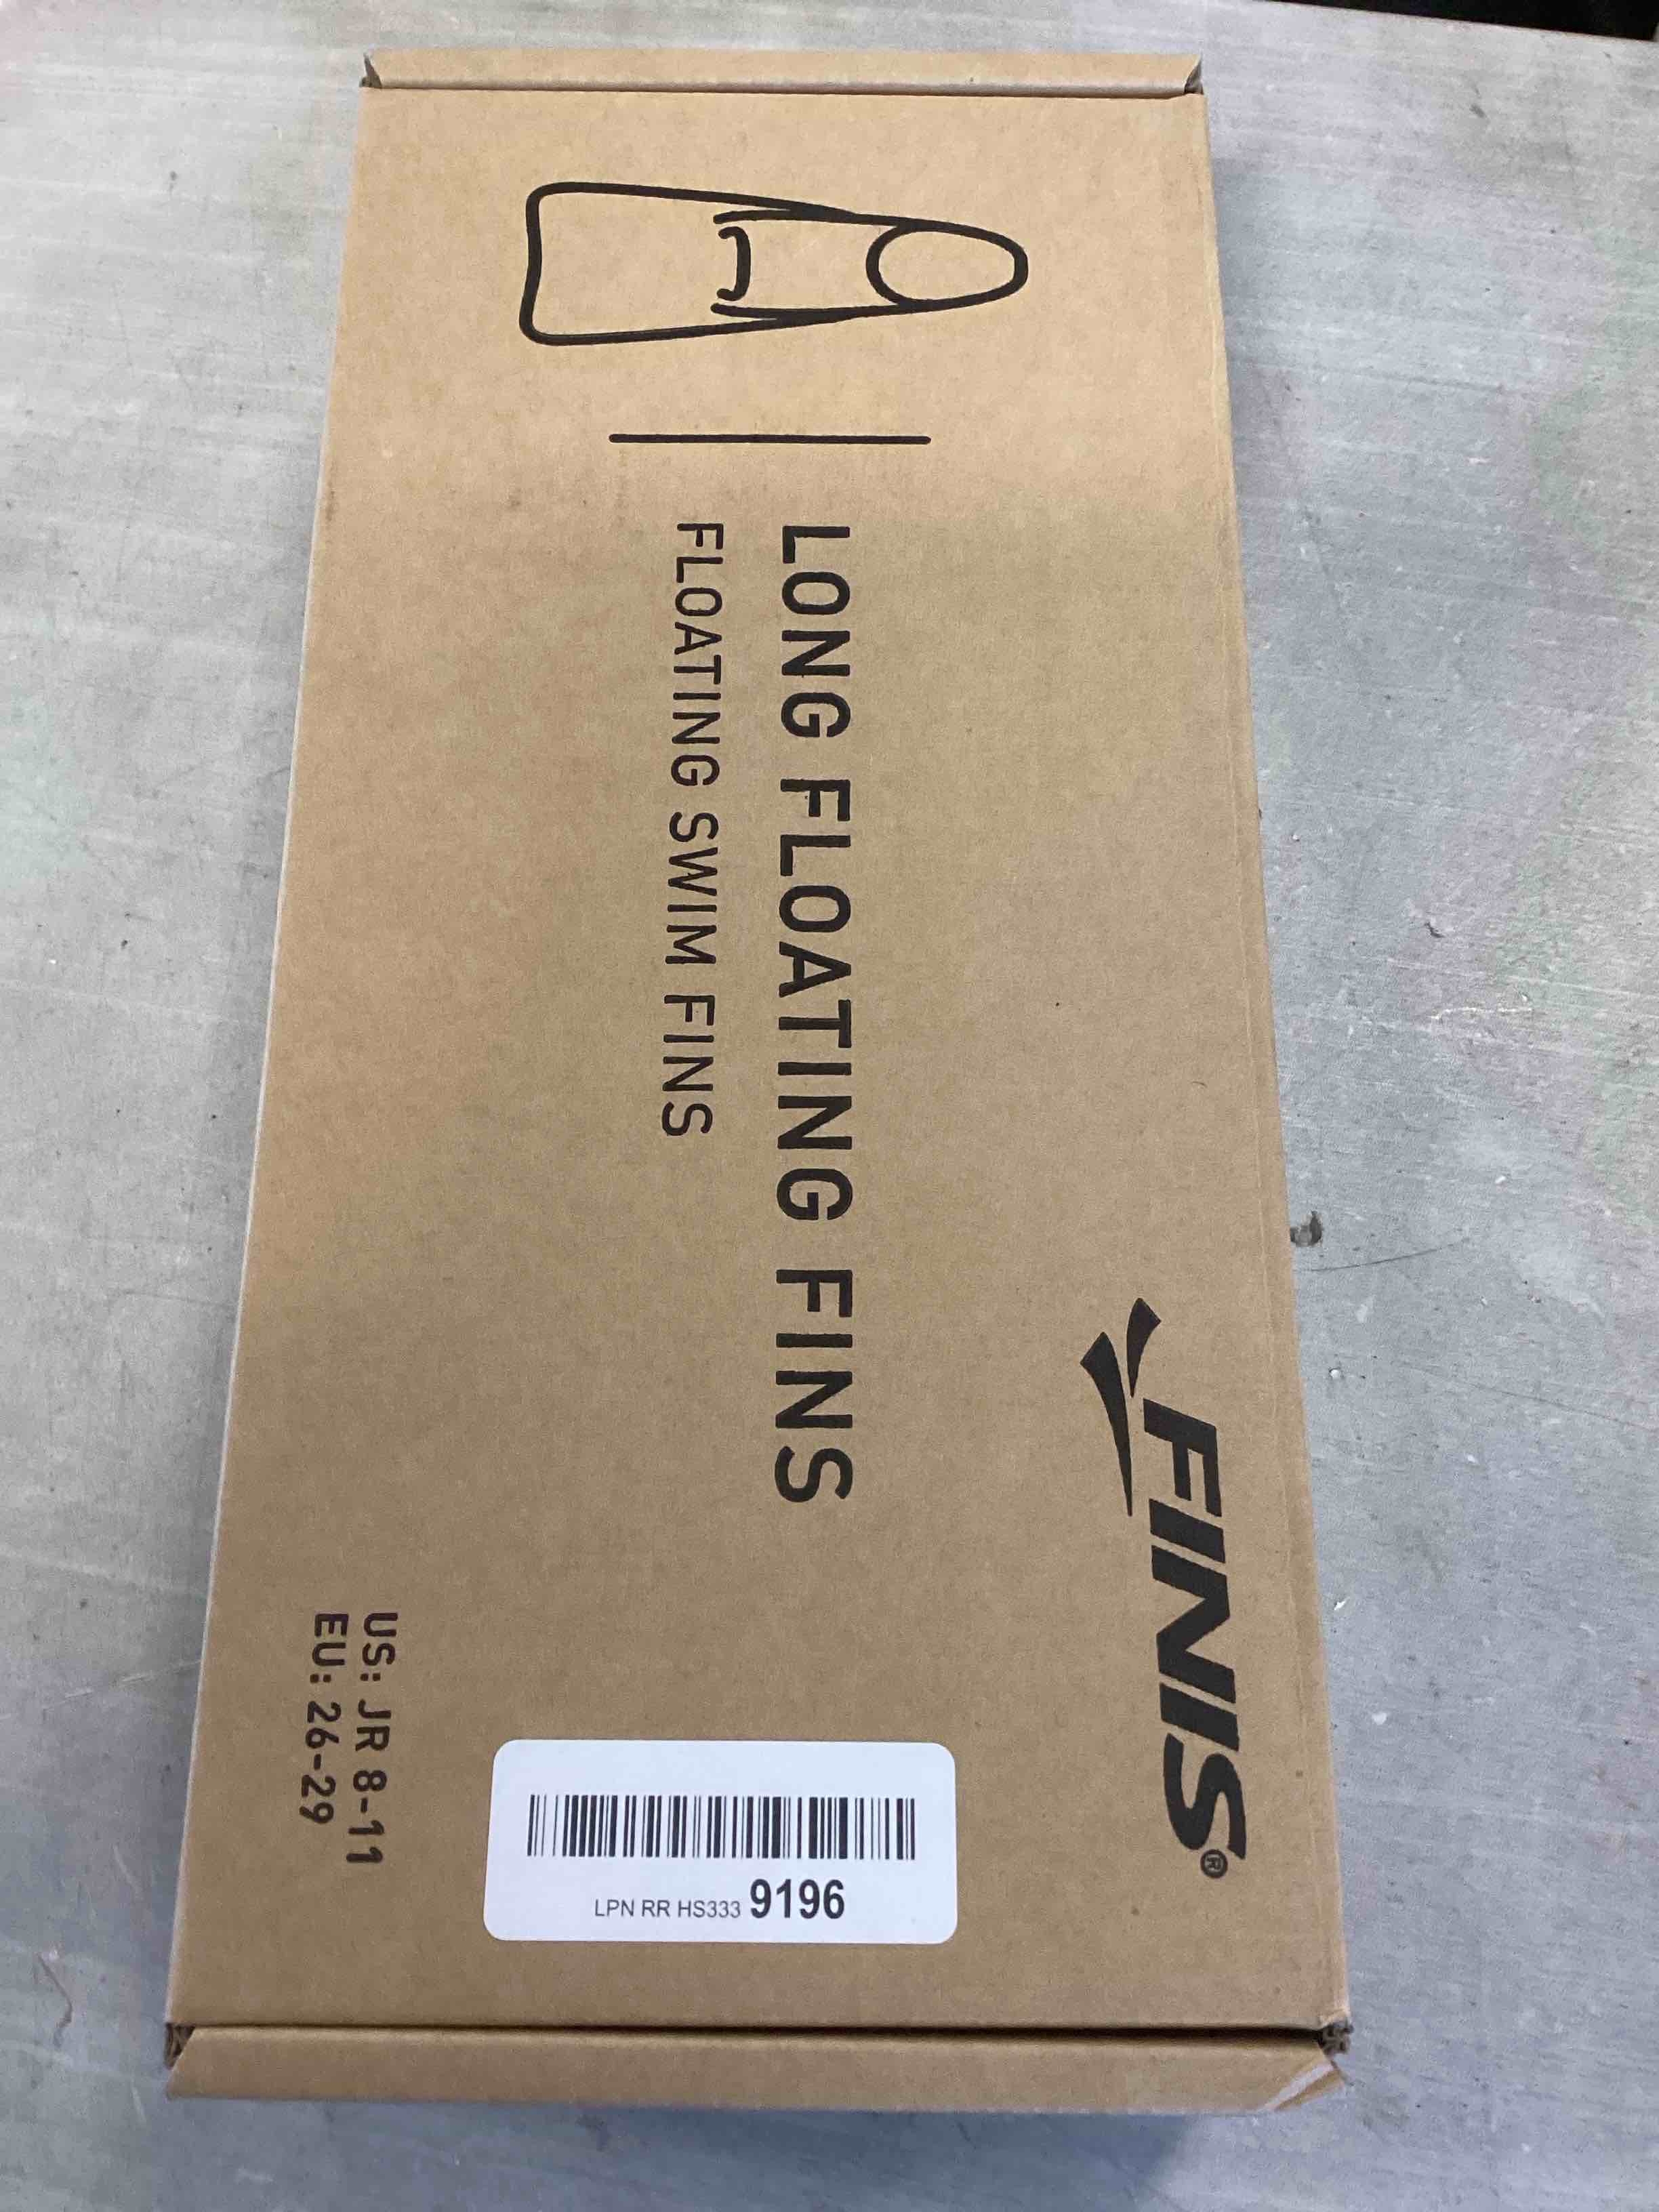 FINIS®
LONG FLOATING FINS
FLOATING SWIM FINS
US: JR 8-11
EU: 26-29
LPN RR HS333 9196